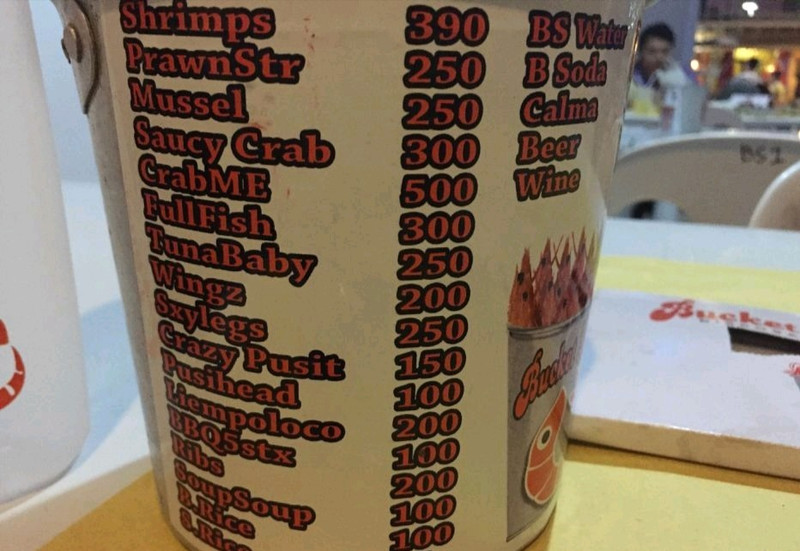 Shrimps 390 BS Water
PrawnStr 250 B Soda
Mussel 250 Calma
Saucy Crab 300 Beer
CrabME 500 Wine
FullFish 300
TunaBaby 250
Wingz 200
Sxylegs 250
Crazy Pusit 150
Pusihead 100
Liempoloco 200
BBQ5stx 100
Ribs 200
SoupSoup 100
B.Rice 100
S.Rice
Bucket
BS1